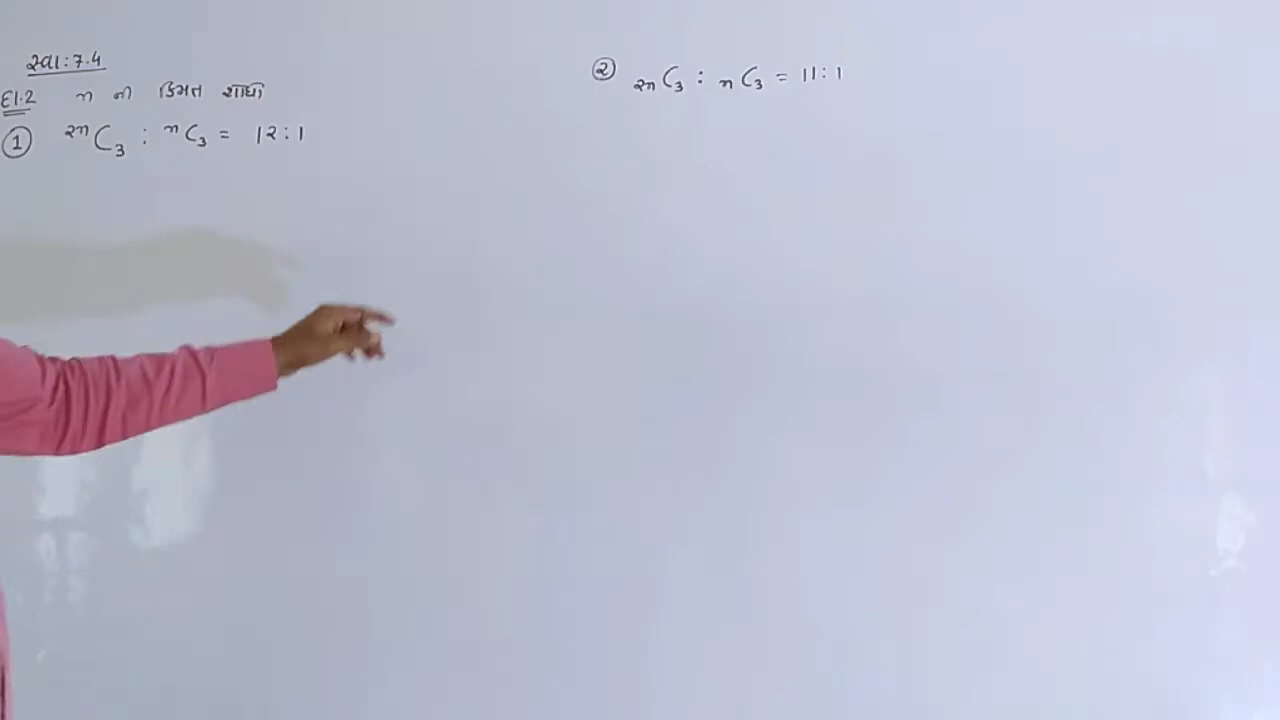 સ્વા : 7.4
દા.2 n ની કિંમત શોધો
① ²ⁿC₃ : ⁿC₃ = 12 : 1
② ₂ₙC₃ : ₙC₃ = 11 : 1